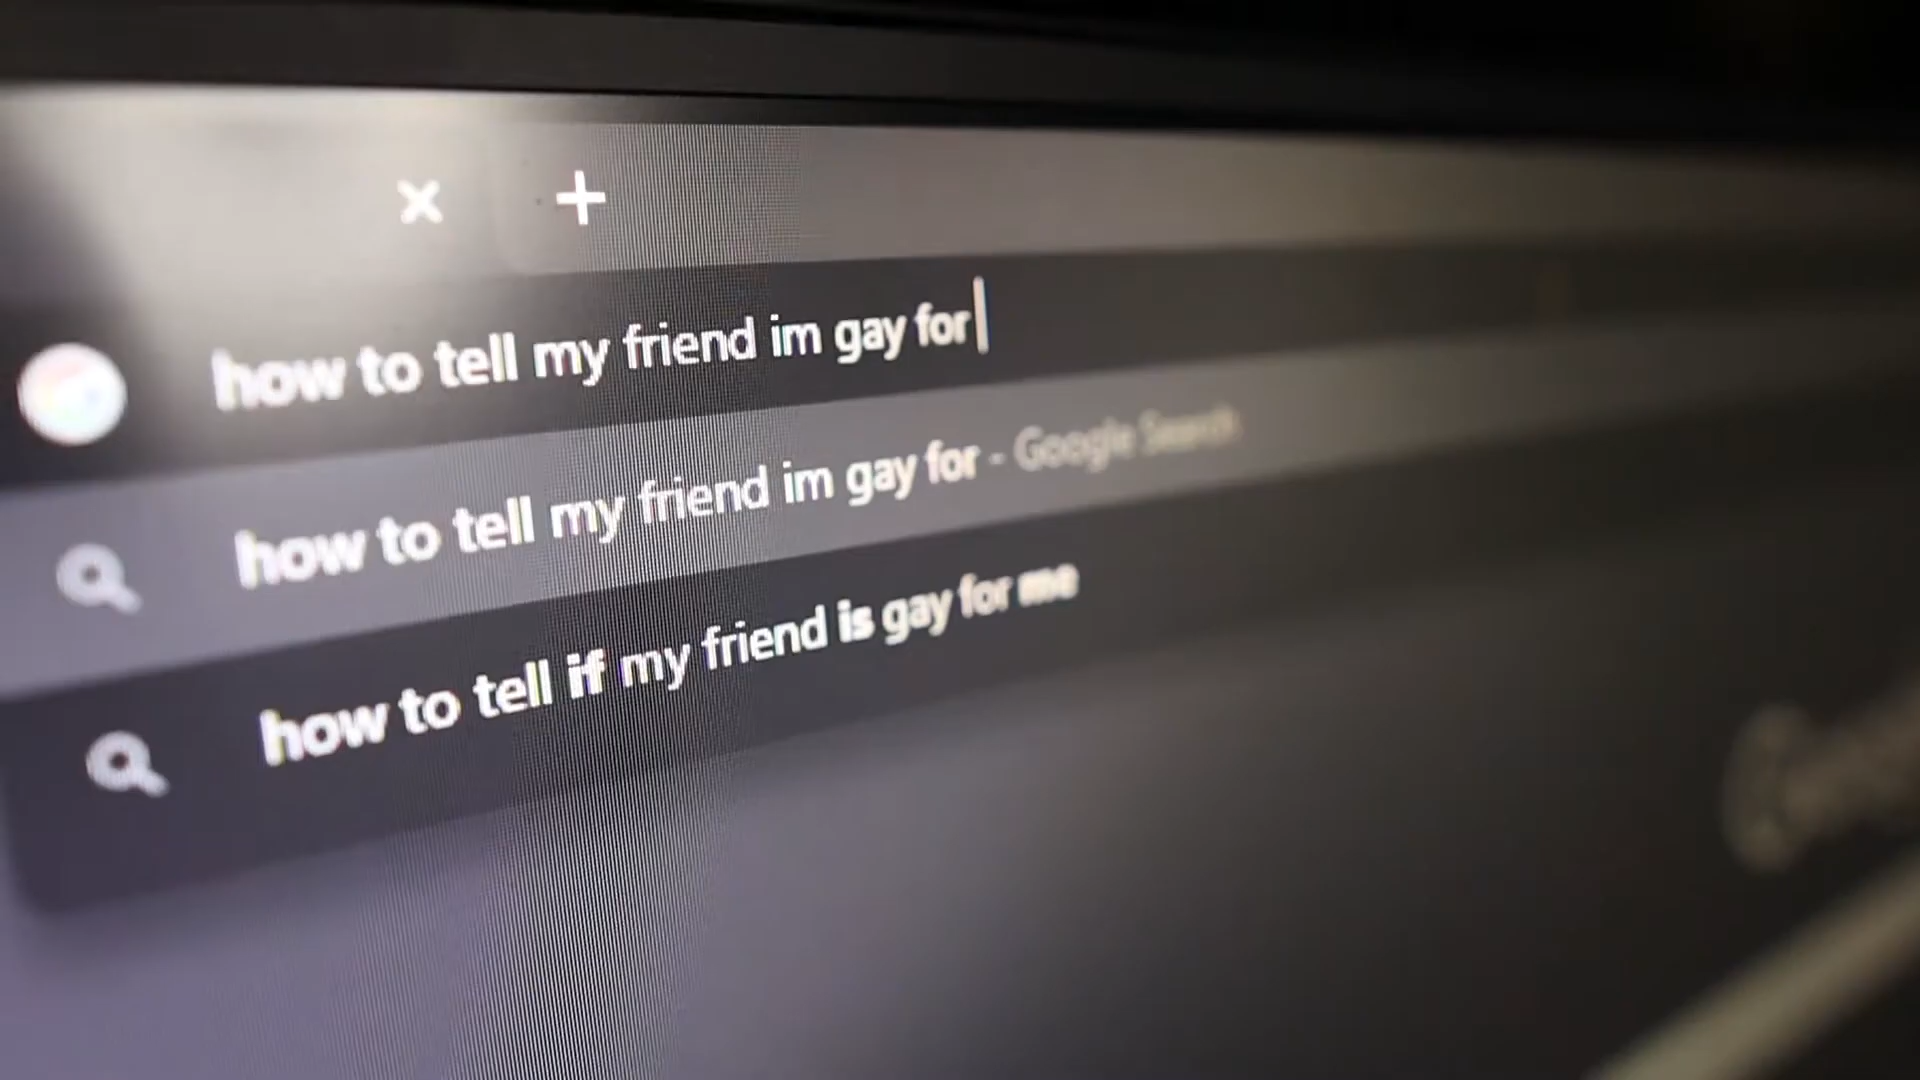 how to tell my friend im gay for
how to tell my friend im gay for - Google Search
how to tell if my friend is gay for me